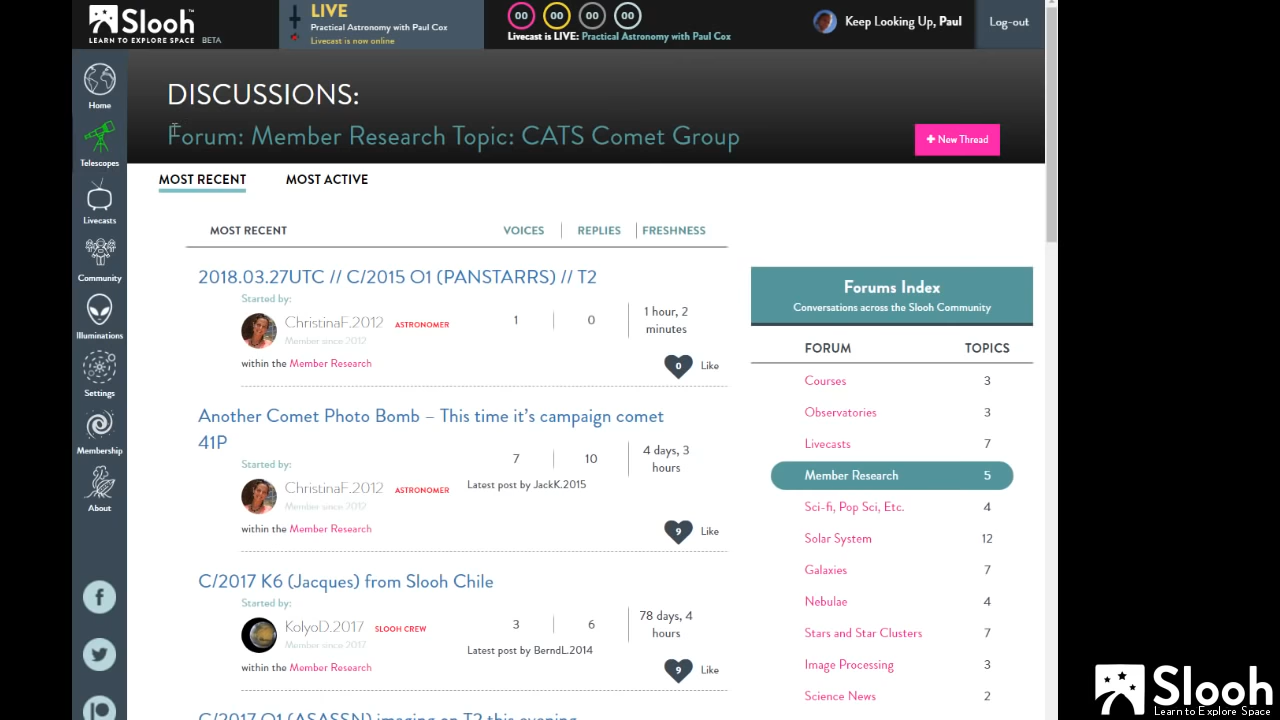 Slooh™
LEARN TO EXPLORE SPACE BETA
LIVE
Practical Astronomy with Paul Cox
Livecast is now online
00 00 00 00
Livecast is LIVE: Practical Astronomy with Paul Cox
Keep Looking Up, Paul
Log-out
Home
Telescopes
Livecasts
Community
Illuminations
Settings
Membership
About
DISCUSSIONS:
Forum: Member Research Topic: CATS Comet Group
+ New Thread
MOST RECENT MOST ACTIVE
MOST RECENT VOICES REPLIES FRESHNESS
2018.03.27UTC // C/2015 O1 (PANSTARRS) // T2
Started by:
ChristinaF.2012 ASTRONOMER
Member since 2012
1 0 1 hour, 2
minutes
within the Member Research
0 Like
Another Comet Photo Bomb – This time it's campaign comet
41P
Started by:
ChristinaF.2012 ASTRONOMER
Member since 2012
7 10 4 days, 3
hours
Latest post by JackK.2015
within the Member Research
9 Like
C/2017 K6 (Jacques) from Slooh Chile
Started by:
KolyoD.2017 SLOOH CREW
Member since 2017
3 6 78 days, 4
hours
Latest post by BerndL.2014
within the Member Research
9 Like
C/2017 O1 (ASASSN) imaging on T2 this evening
Forums Index
Conversations across the Slooh Community
FORUM TOPICS
Courses 3
Observatories 3
Livecasts 7
Member Research 5
Sci-fi, Pop Sci, Etc. 4
Solar System 12
Galaxies 7
Nebulae 4
Stars and Star Clusters 7
Image Processing 3
Science News 2
Slooh
Learn to Explore Space